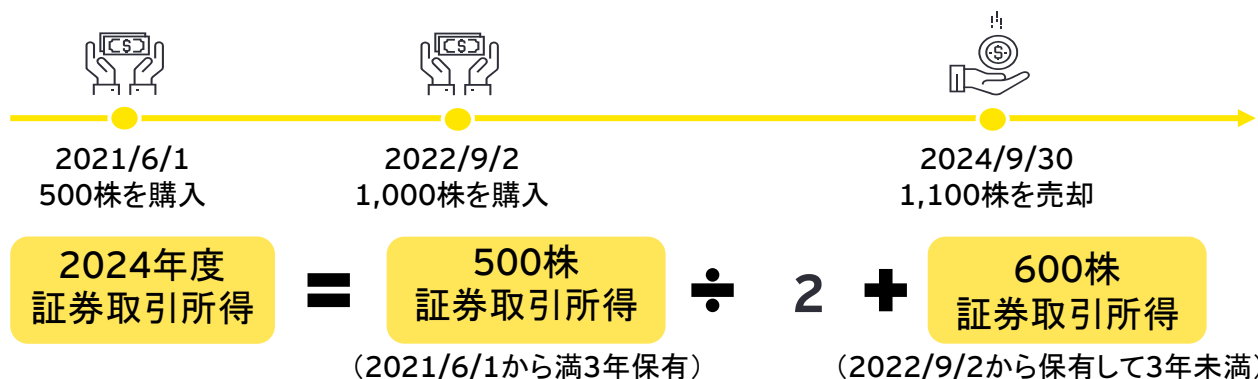 2021/6/1
500株を購入
2022/9/2
1,000株を購入
2024/9/30
1,100株を売却
2024年度
証券取引所得
=
500株
証券取引所得
÷
2
+
600株
証券取引所得
（2021/6/1から満3年保有）
（2022/9/2から保有して3年未満）